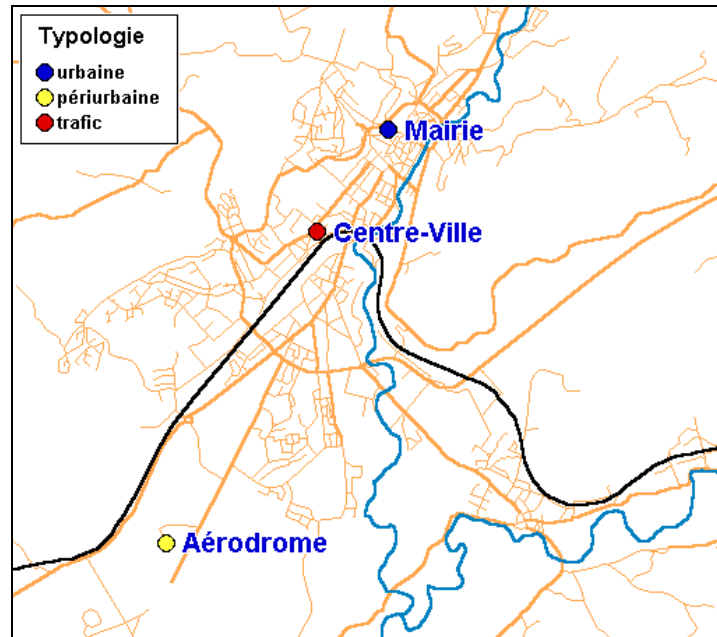 Typologie
urbaine
périurbaine
trafic
Mairie
Centre-Ville
Aérodrome